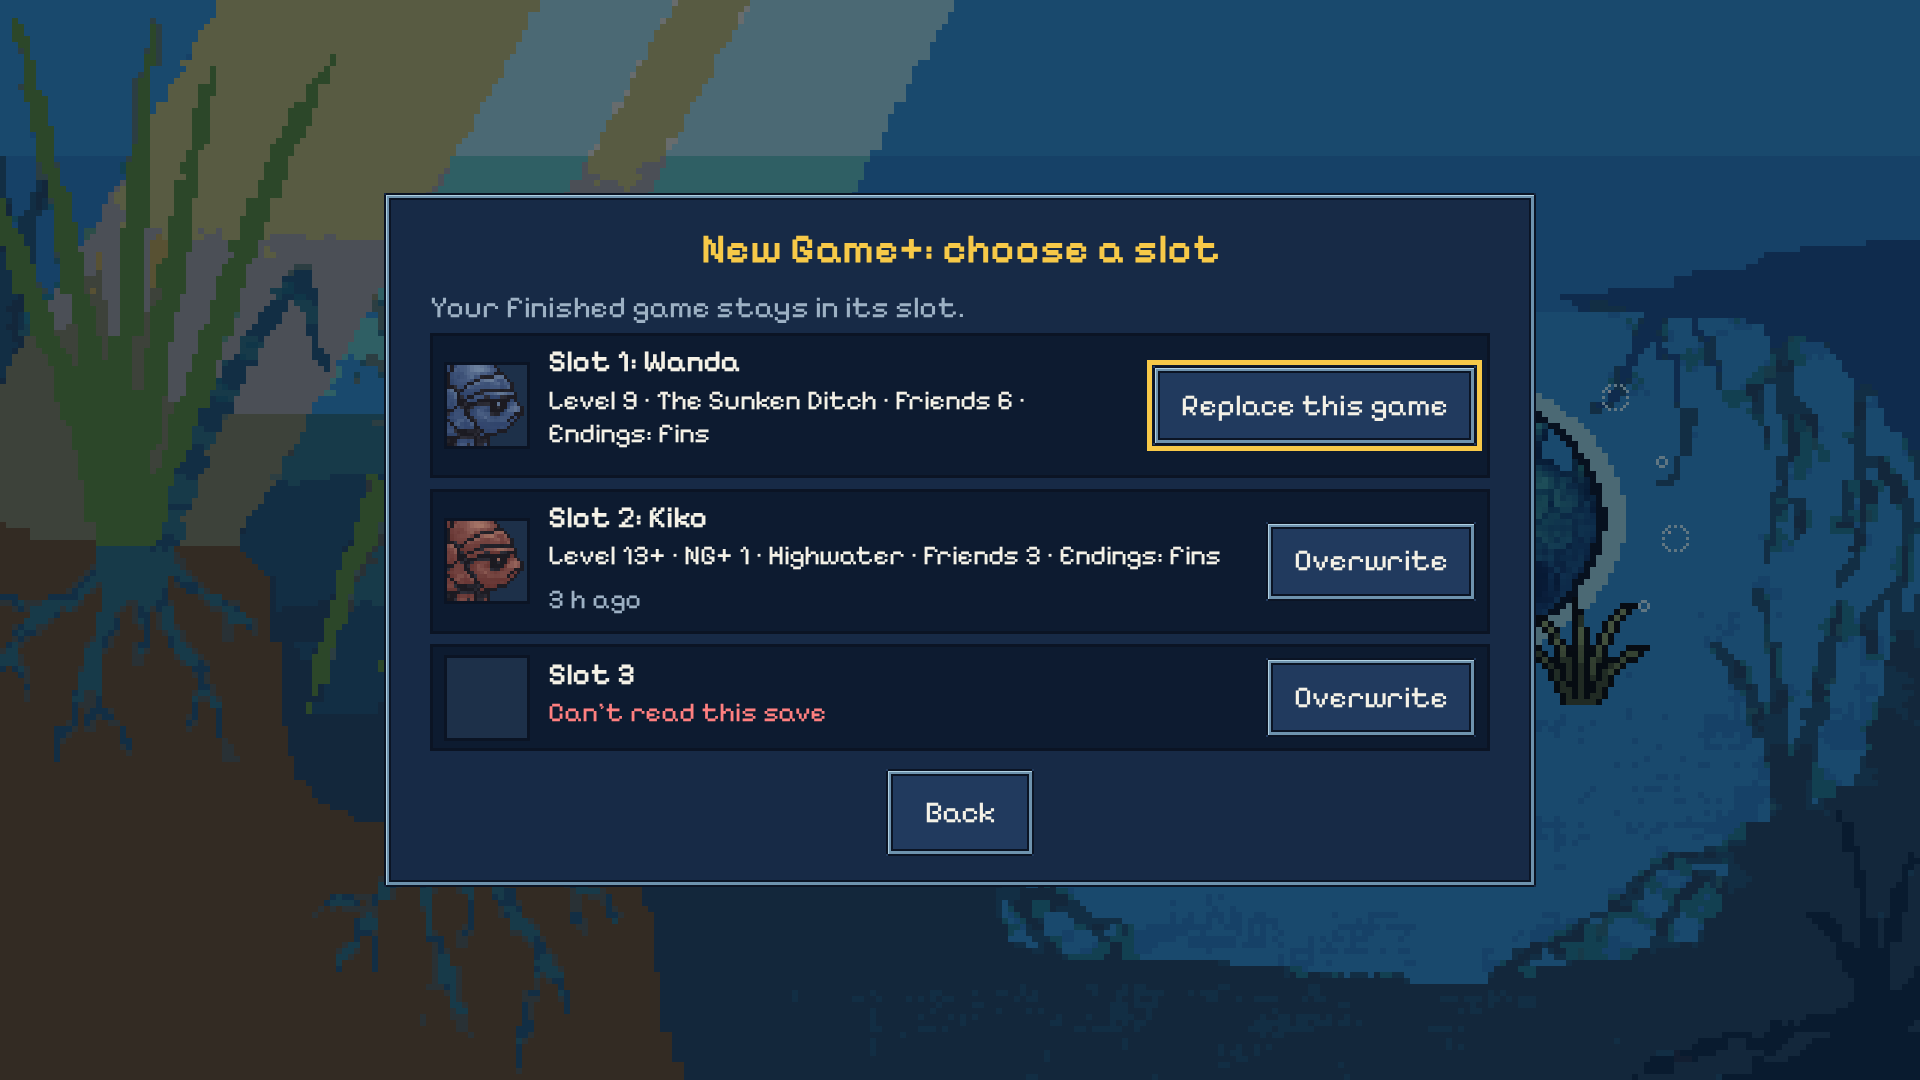 New Game+: choose a slot
Your finished game stays in its slot.
Slot 1: Wanda
Level 9 · The Sunken Ditch · Friends 6 ·
Endings: Fins
Replace this game
Slot 2: Kiko
Level 13+ · NG+ 1 · Highwater · Friends 3 · Endings: Fins
3 h ago
Overwrite
Slot 3
Can't read this save
Overwrite
Back